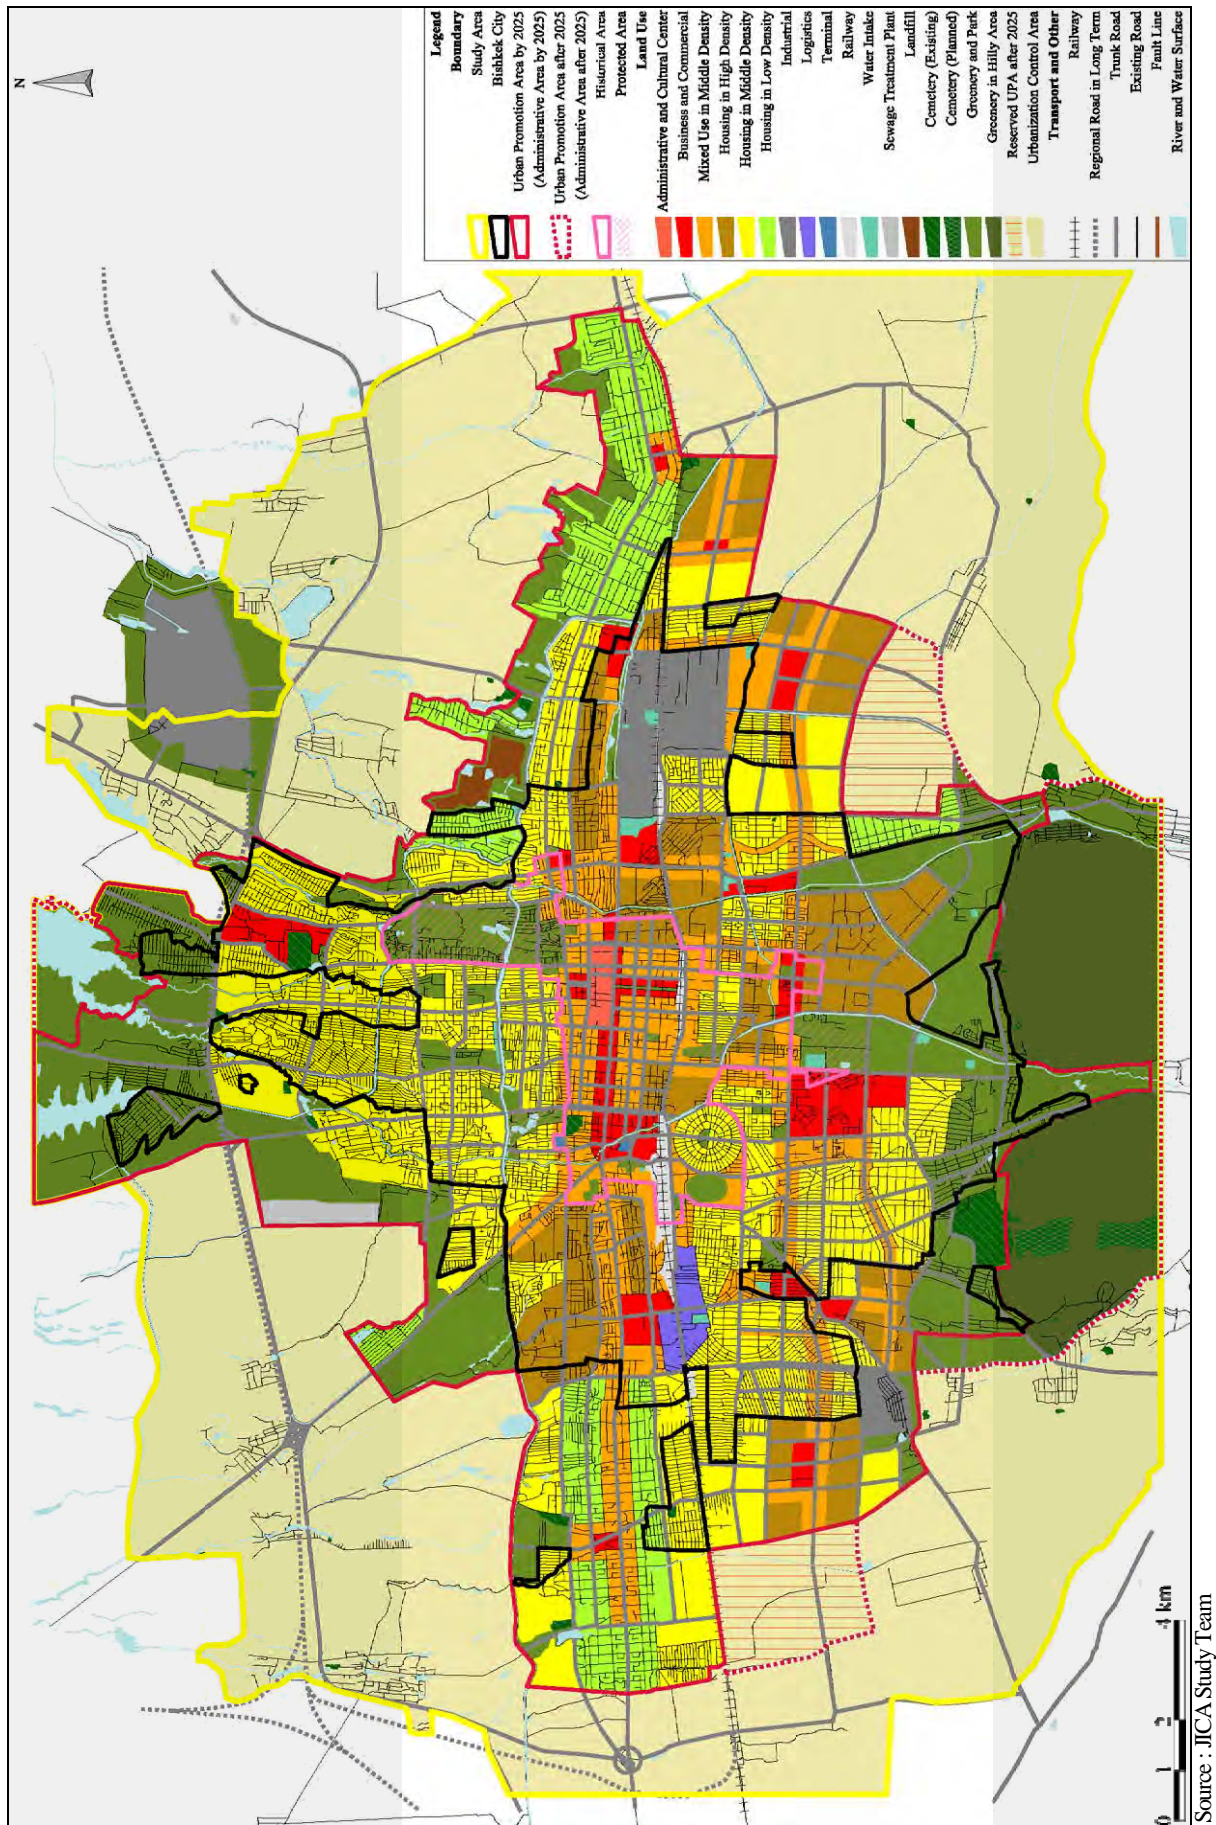 N
Legend
Boundary
Study Area
Bishkek City
Urban Promotion Area by 2025
(Administrative Area by 2025)
Urban Promotion Area after 2025
(Administrative Area after 2025)
Historical Area
Protected Area
Land Use
Administrative and Cultural Center
Business and Commercial
Mixed Use in Middle Density
Housing in High Density
Housing in Middle Density
Housing in Low Density
Industrial
Logistics
Terminal
Railway
Water Intake
Sewage Treatment Plant
Landfill
Cemetery (Existing)
Cemetery (Planned)
Greenery and Park
Greenery in Hilly Area
Reserved UPA after 2025
Urbanization Control Area
Transport and Other
Railway
Regional Road in Long Term
Trunk Road
Existing Road
Fault Line
River and Water Surface
0 1 2 4 km
Source : JICA Study Team